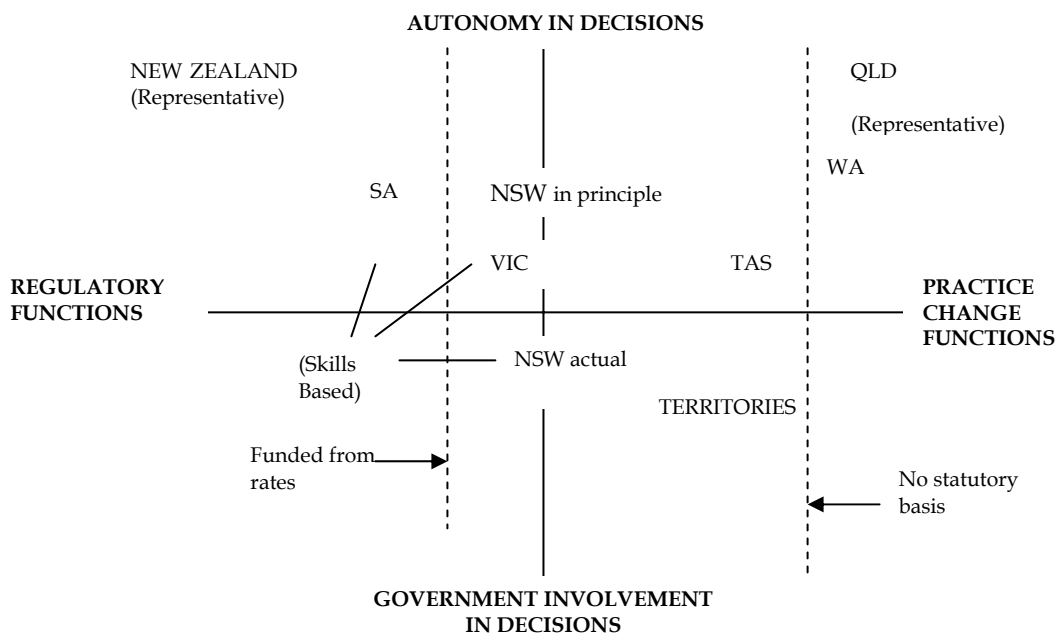 AUTONOMY IN DECISIONS
NEW ZEALAND
(Representative)
QLD
(Representative)
WA
SA
NSW in principle
VIC
TAS
REGULATORY
FUNCTIONS
PRACTICE
CHANGE
FUNCTIONS
(Skills
Based)
NSW actual
TERRITORIES
Funded from
rates
No statutory
basis
GOVERNMENT INVOLVEMENT
IN DECISIONS